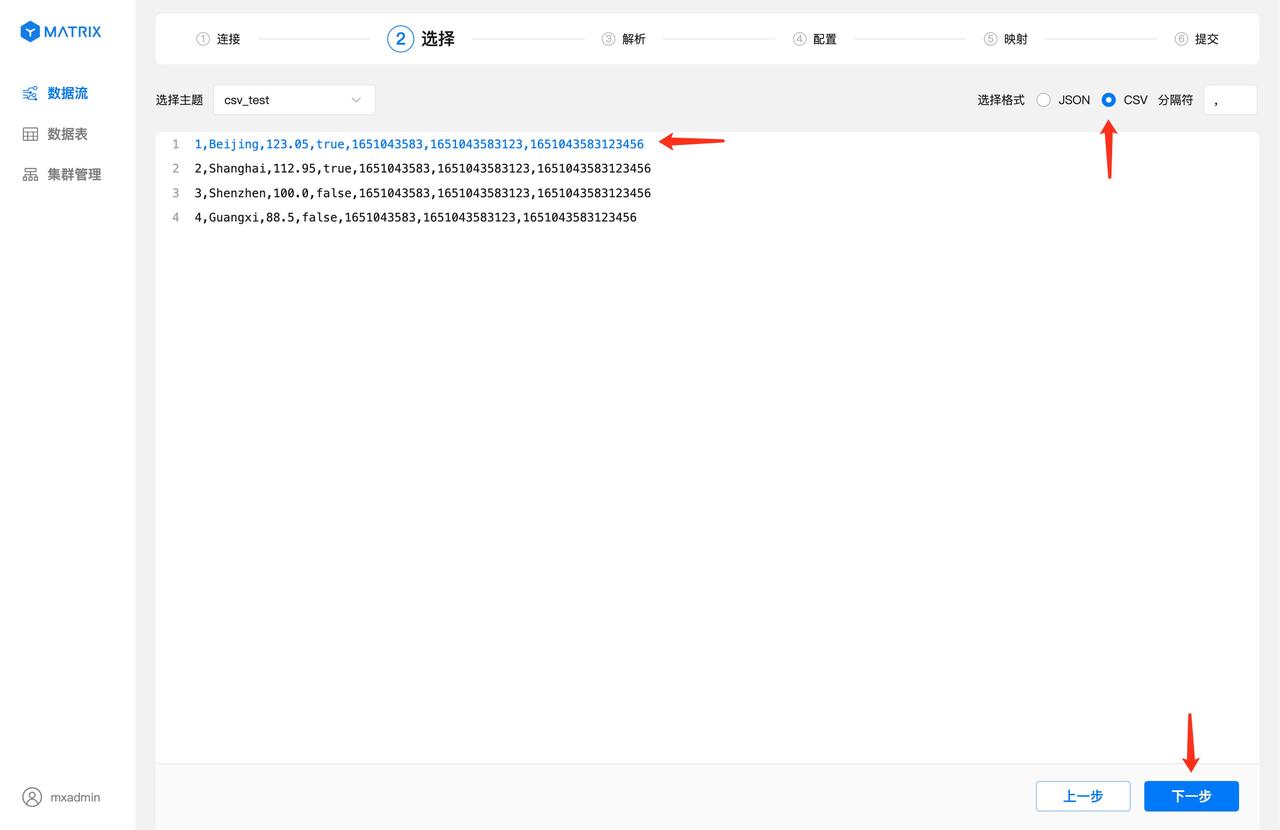 MATRIX
数据流
数据表
集群管理
mxadmin
① 连接
② 选择
③ 解析
④ 配置
⑤ 映射
⑥ 提交
选择主题 csv_test
选择格式 JSON CSV 分隔符 ,
1 1,Beijing,123.05,true,1651043583,1651043583123,1651043583123456
2 2,Shanghai,112.95,true,1651043583,1651043583123,1651043583123456
3 3,Shenzhen,100.0,false,1651043583,1651043583123,1651043583123456
4 4,Guangxi,88.5,false,1651043583,1651043583123,1651043583123456
上一步
下一步